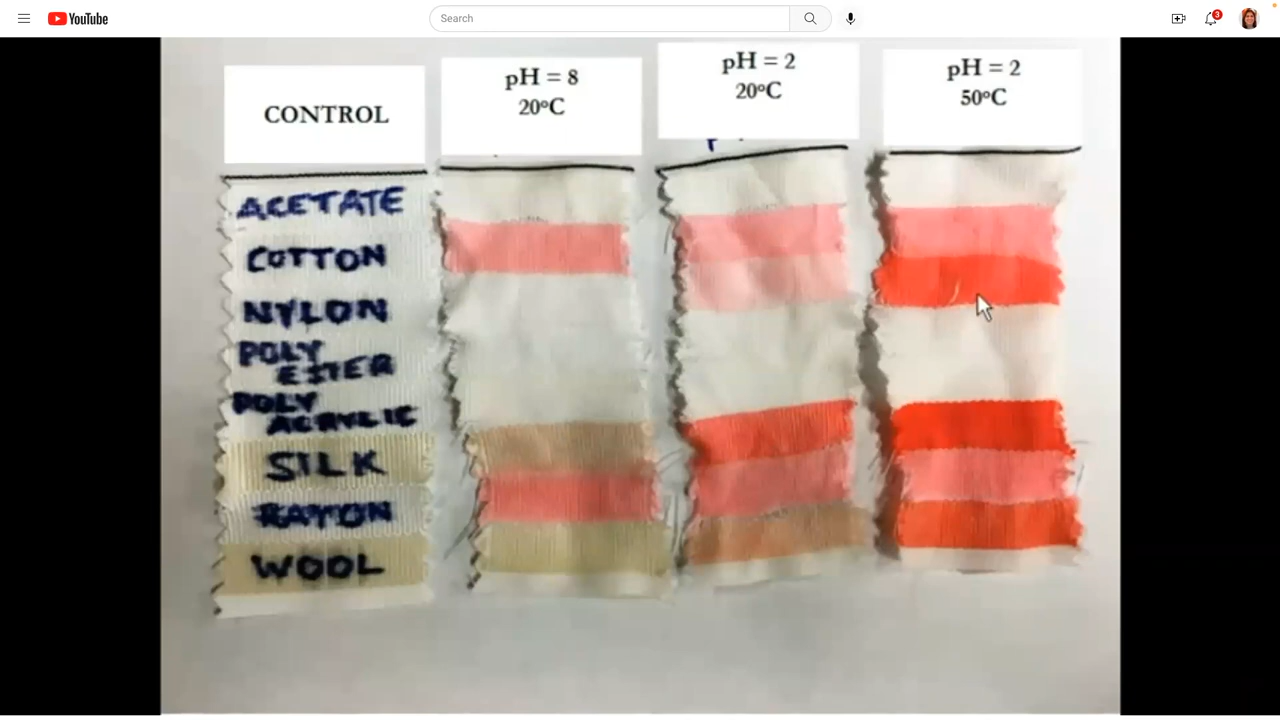 YouTube
Search
3
CONTROL
pH = 8
20°C
pH = 2
20°C
pH = 2
50°C
ACETATE
COTTON
NYLON
POLY
ESTER
POLY
ACRYLIC
SILK
RAYON
WOOL